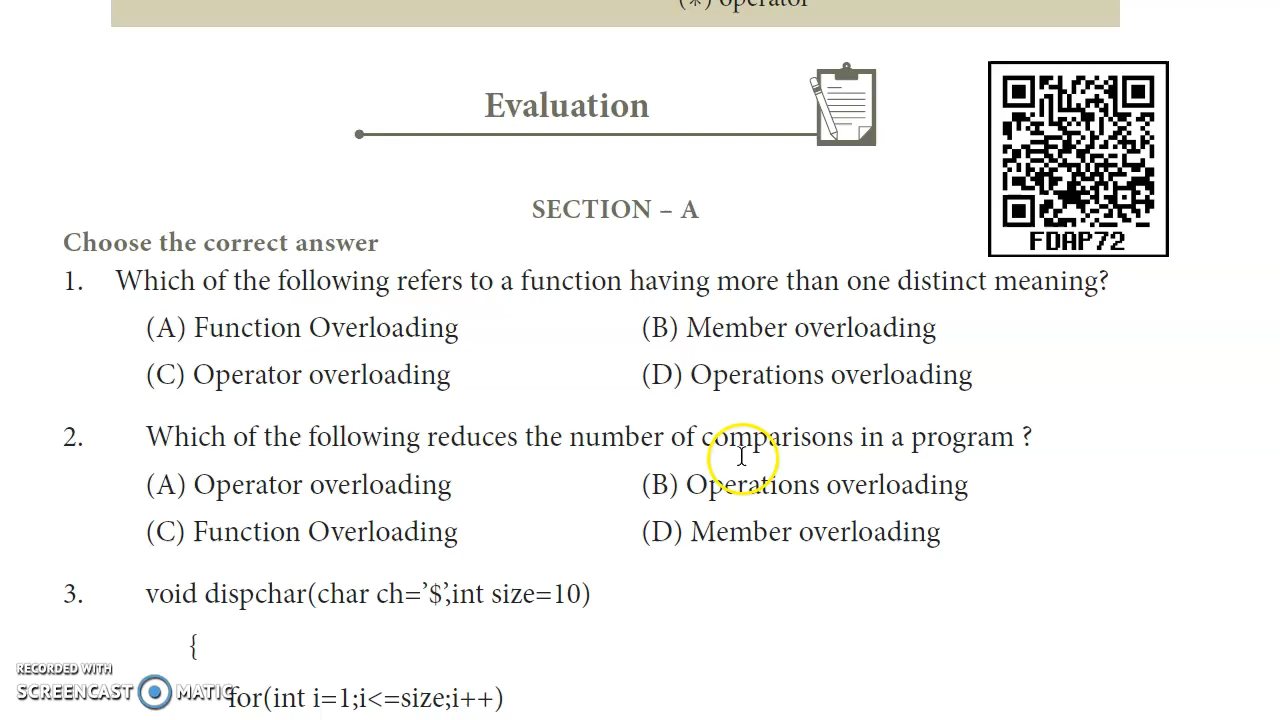 (*) operator
Evaluation
FDAP72
SECTION – A
Choose the correct answer
1. Which of the following refers to a function having more than one distinct meaning?
(A) Function Overloading (B) Member overloading
(C) Operator overloading (D) Operations overloading
2. Which of the following reduces the number of comparisons in a program ?
(A) Operator overloading (B) Operations overloading
(C) Function Overloading (D) Member overloading
3. void dispchar(char ch=’$’,int size=10)
{
for(int i=1;i<=size;i++)
RECORDED WITH
SCREENCAST MATIC